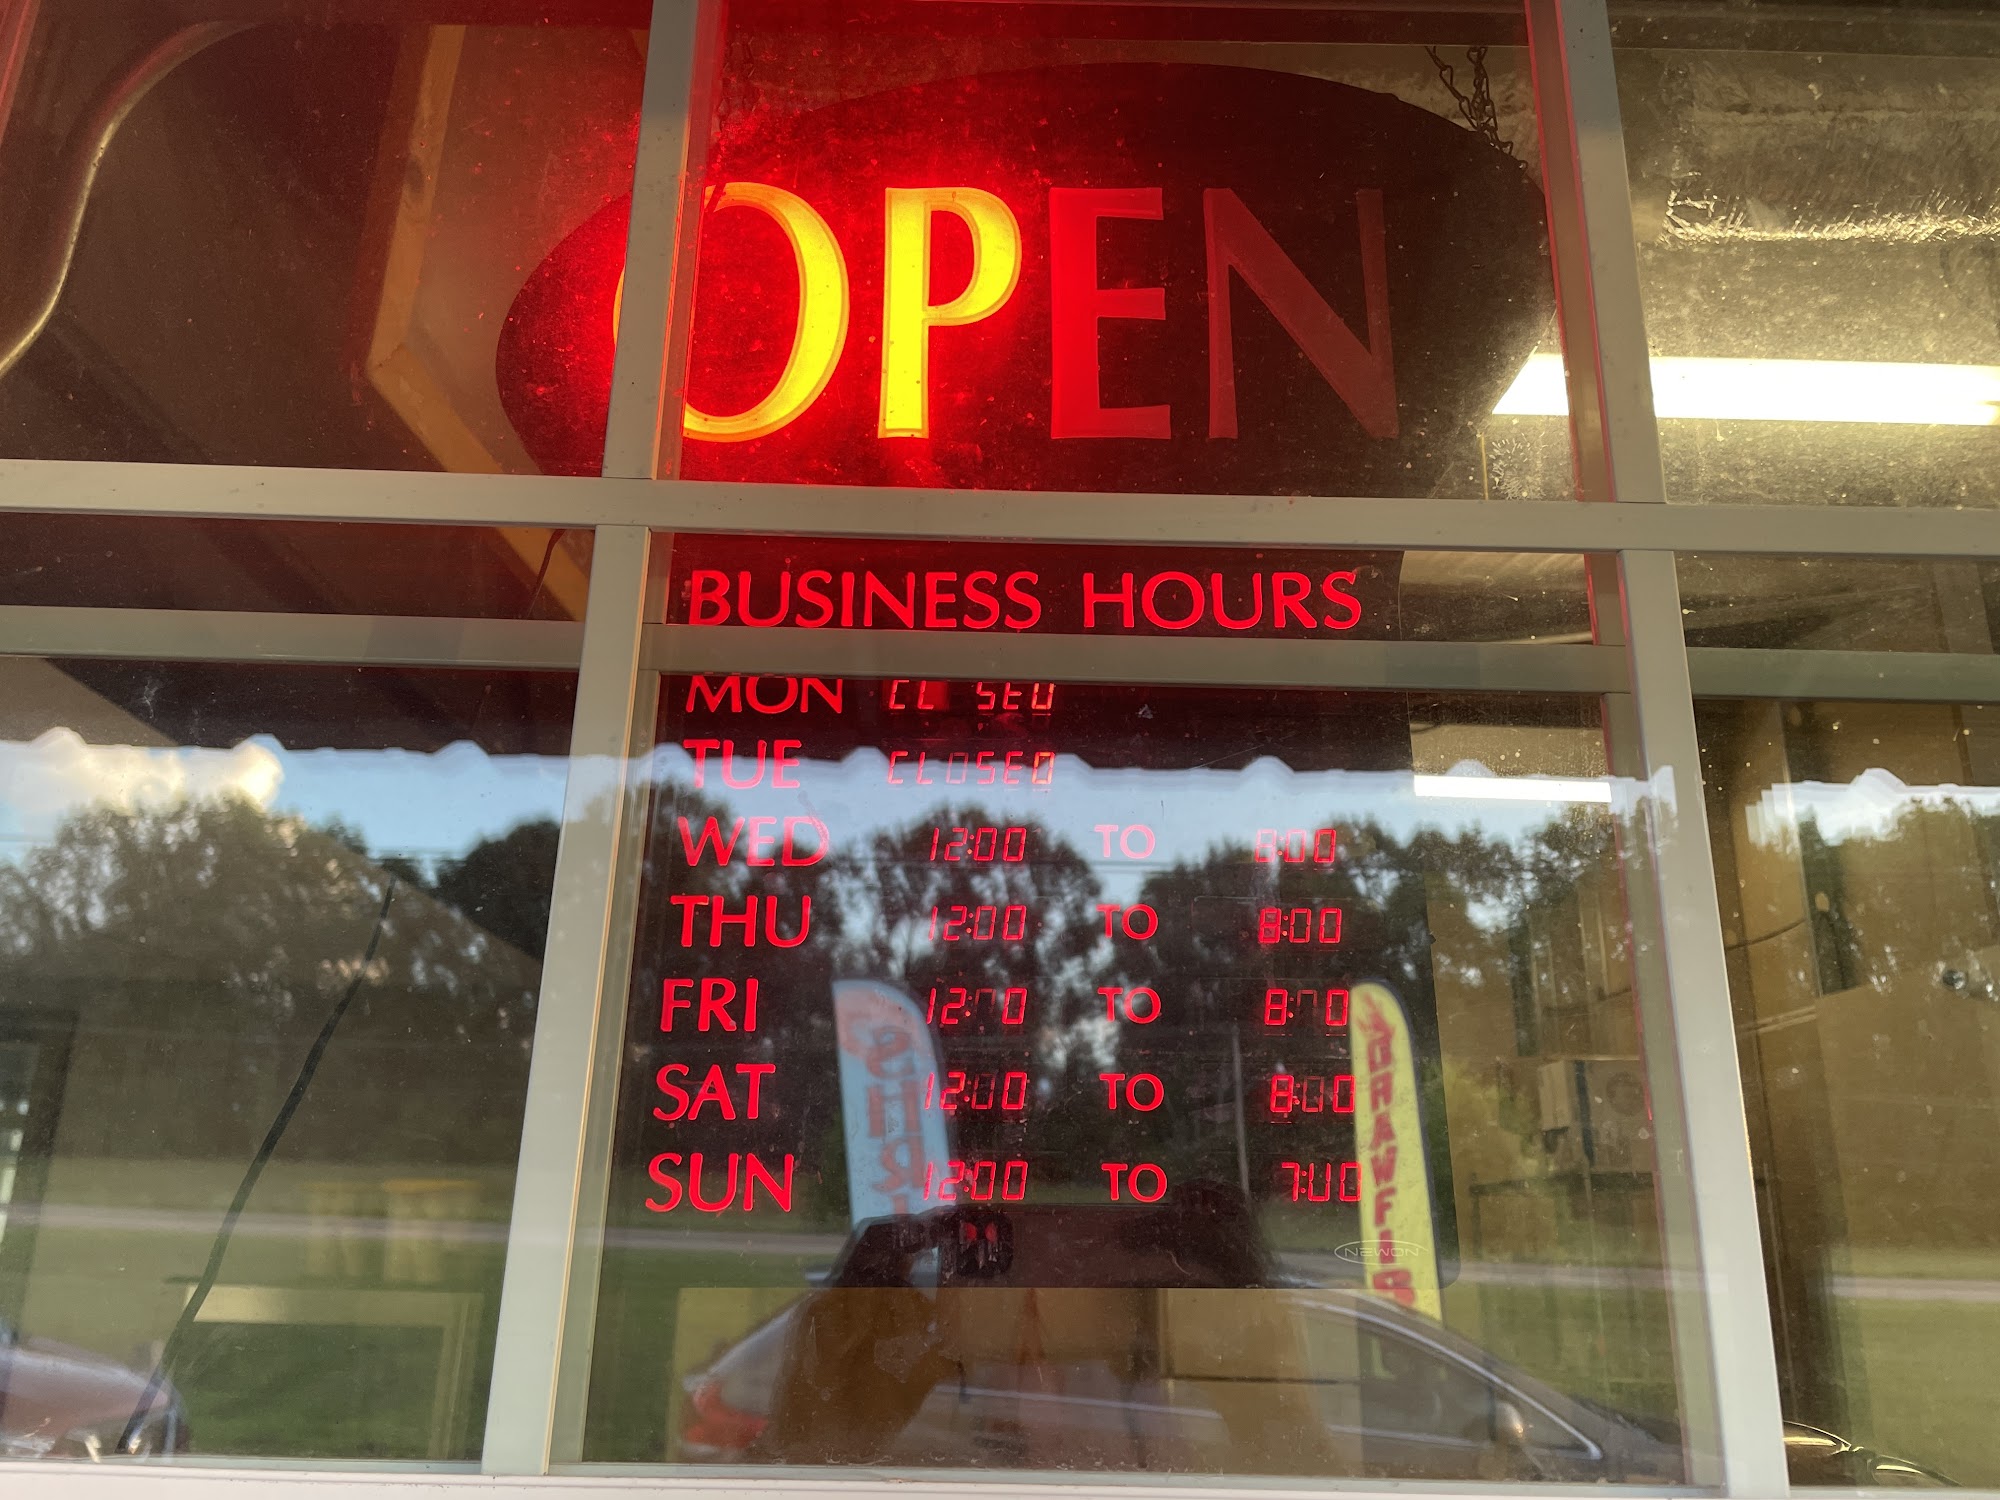 OPEN
BUSINESS HOURS
MON CLOSED
TUE CLOSED
WED 12:00 TO 8:00
THU 12:00 TO 8:00
FRI 12:00 TO 8:00
SAT 12:00 TO 8:00
SUN 12:00 TO 7:00
NEWON